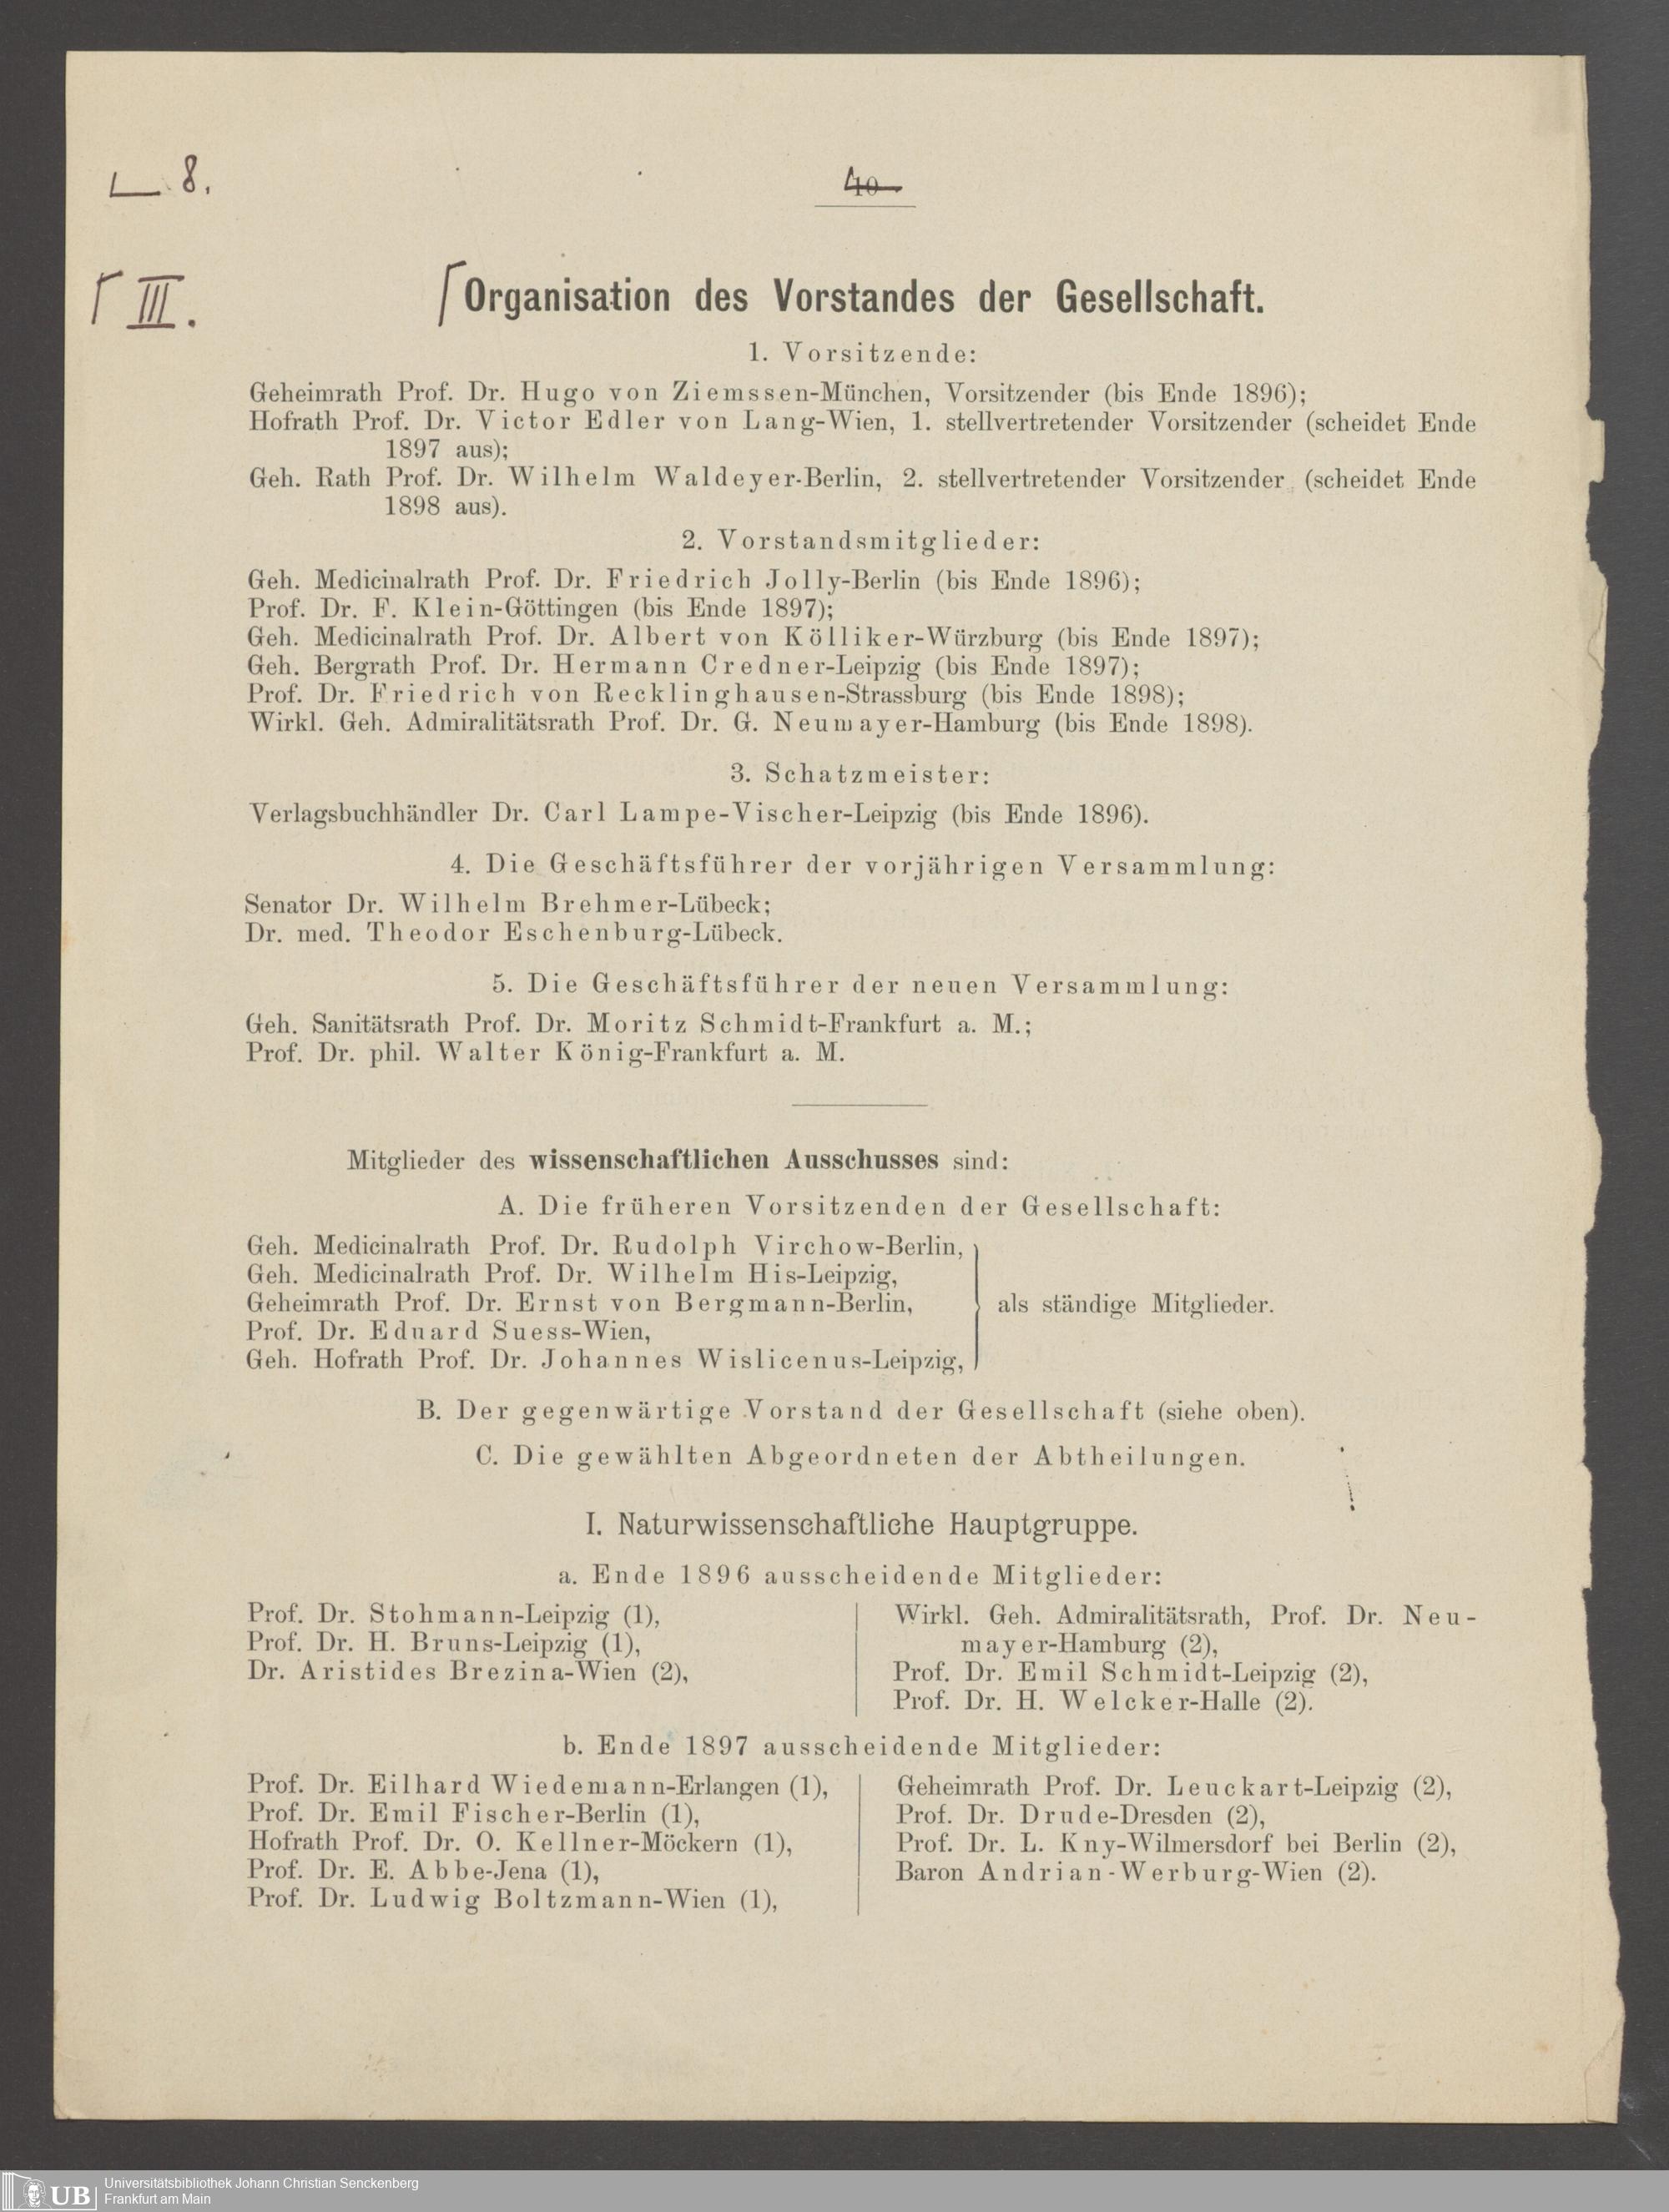 8.
10
III.
Organisation des Vorstandes der Gesellschaft.
1. Vorsitzende:
Geheimrath Prof. Dr. Hugo von Ziemssen-München, Vorsitzender (bis Ende 1896);
Hofrath Prof. Dr. Victor Edler von Lang-Wien, 1. stellvertretender Vorsitzender (scheidet Ende
1897 aus);
Geh. Rath Prof. Dr. Wilhelm Waldeyer-Berlin, 2. stellvertretender Vorsitzender (scheidet Ende
1898 aus).
2. Vorstandsmitglieder:
Geh. Medicinalrath Prof. Dr. Friedrich Jolly-Berlin (bis Ende 1896);
Prof. Dr. F. Klein-Göttingen (bis Ende 1897);
Geh. Medicinalrath Prof. Dr. Albert von Kölliker-Würzburg (bis Ende 1897);
Geh. Bergrath Prof. Dr. Hermann Credner-Leipzig (bis Ende 1897);
Prof. Dr. Friedrich von Recklinghausen-Strassburg (bis Ende 1898);
Wirkl. Geh. Admiralitätsrath Prof. Dr. G. Neumayer-Hamburg (bis Ende 1898).
3. Schatzmeister:
Verlagsbuchhändler Dr. Carl Lampe-Vischer-Leipzig (bis Ende 1896).
4. Die Geschäftsführer der vorjährigen Versammlung:
Senator Dr. Wilhelm Brehmer-Lübeck;
Dr. med. Theodor Eschenburg-Lübeck.
5. Die Geschäftsführer der neuen Versammlung:
Geh. Sanitätsrath Prof. Dr. Moritz Schmidt-Frankfurt a. M.;
Prof. Dr. phil. Walter König-Frankfurt a. M.
Mitglieder des wissenschaftlichen Ausschusses sind:
A. Die früheren Vorsitzenden der Gesellschaft:
Geh. Medicinalrath Prof. Dr. Rudolph Virchow-Berlin,
Geh. Medicinalrath Prof. Dr. Wilhelm His-Leipzig,
Geheimrath Prof. Dr. Ernst von Bergmann-Berlin,
Prof. Dr. Eduard Suess-Wien,
Geh. Hofrath Prof. Dr. Johannes Wislicenus-Leipzig,
als ständige Mitglieder.
B. Der gegenwärtige Vorstand der Gesellschaft (siehe oben).
C. Die gewählten Abgeordneten der Abtheilungen.
I. Naturwissenschaftliche Hauptgruppe.
a. Ende 1896 ausscheidende Mitglieder:
Prof. Dr. Stohmann-Leipzig (1),
Prof. Dr. H. Bruns-Leipzig (1),
Dr. Aristides Brezina-Wien (2),
Wirkl. Geh. Admiralitätsrath, Prof. Dr. Neu-
mayer-Hamburg (2),
Prof. Dr. Emil Schmidt-Leipzig (2),
Prof. Dr. H. Welcker-Halle (2).
b. Ende 1897 ausscheidende Mitglieder:
Prof. Dr. Eilhard Wiedemann-Erlangen (1),
Prof. Dr. Emil Fischer-Berlin (1),
Hofrath Prof. Dr. O. Kellner-Möckern (1),
Prof. Dr. E. Abbe-Jena (1),
Prof. Dr. Ludwig Boltzmann-Wien (1),
Geheimrath Prof. Dr. Leuckart-Leipzig (2),
Prof. Dr. Drude-Dresden (2),
Prof. Dr. L. Kny-Wilmersdorf bei Berlin (2),
Baron Andrian-Werburg-Wien (2).
UB
Universitätsbibliothek Johann Christian Senckenberg
Frankfurt am Main